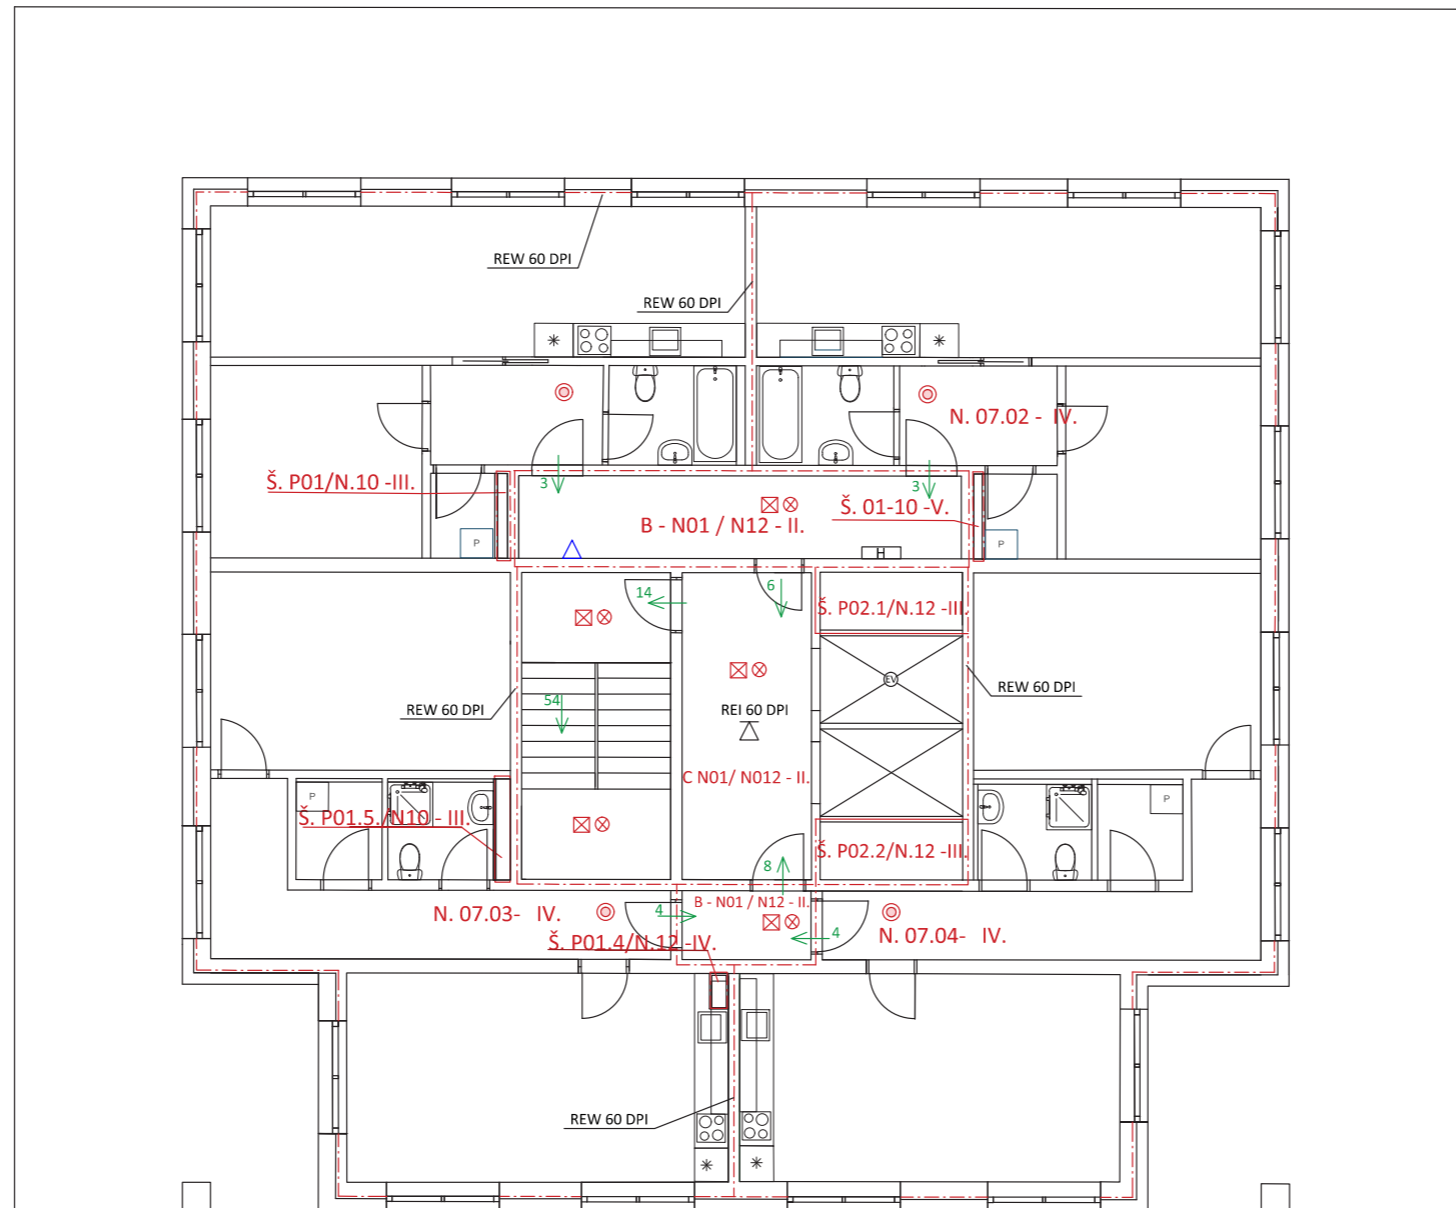 REW 60 DPI
REW 60 DPI
N. 07.02 - IV.
Š. P01/N.10 -III.
3
3
Š. 01-10 -V.
B - N01 / N12 - II.
P
P
H
14
6
Š. P02.1/N.12 -III.
EV
REW 60 DPI
54
REW 60 DPI
REI 60 DPI
C N01/ N012 - II.
P
P
Š. P01.5./N10 - III.
Š. P02.2/N.12 -III.
8
B - N01 / N12 - II.
N. 07.03- IV.
4
4
N. 07.04- IV.
Š. P01.4/N.12 -IV.
REW 60 DPI